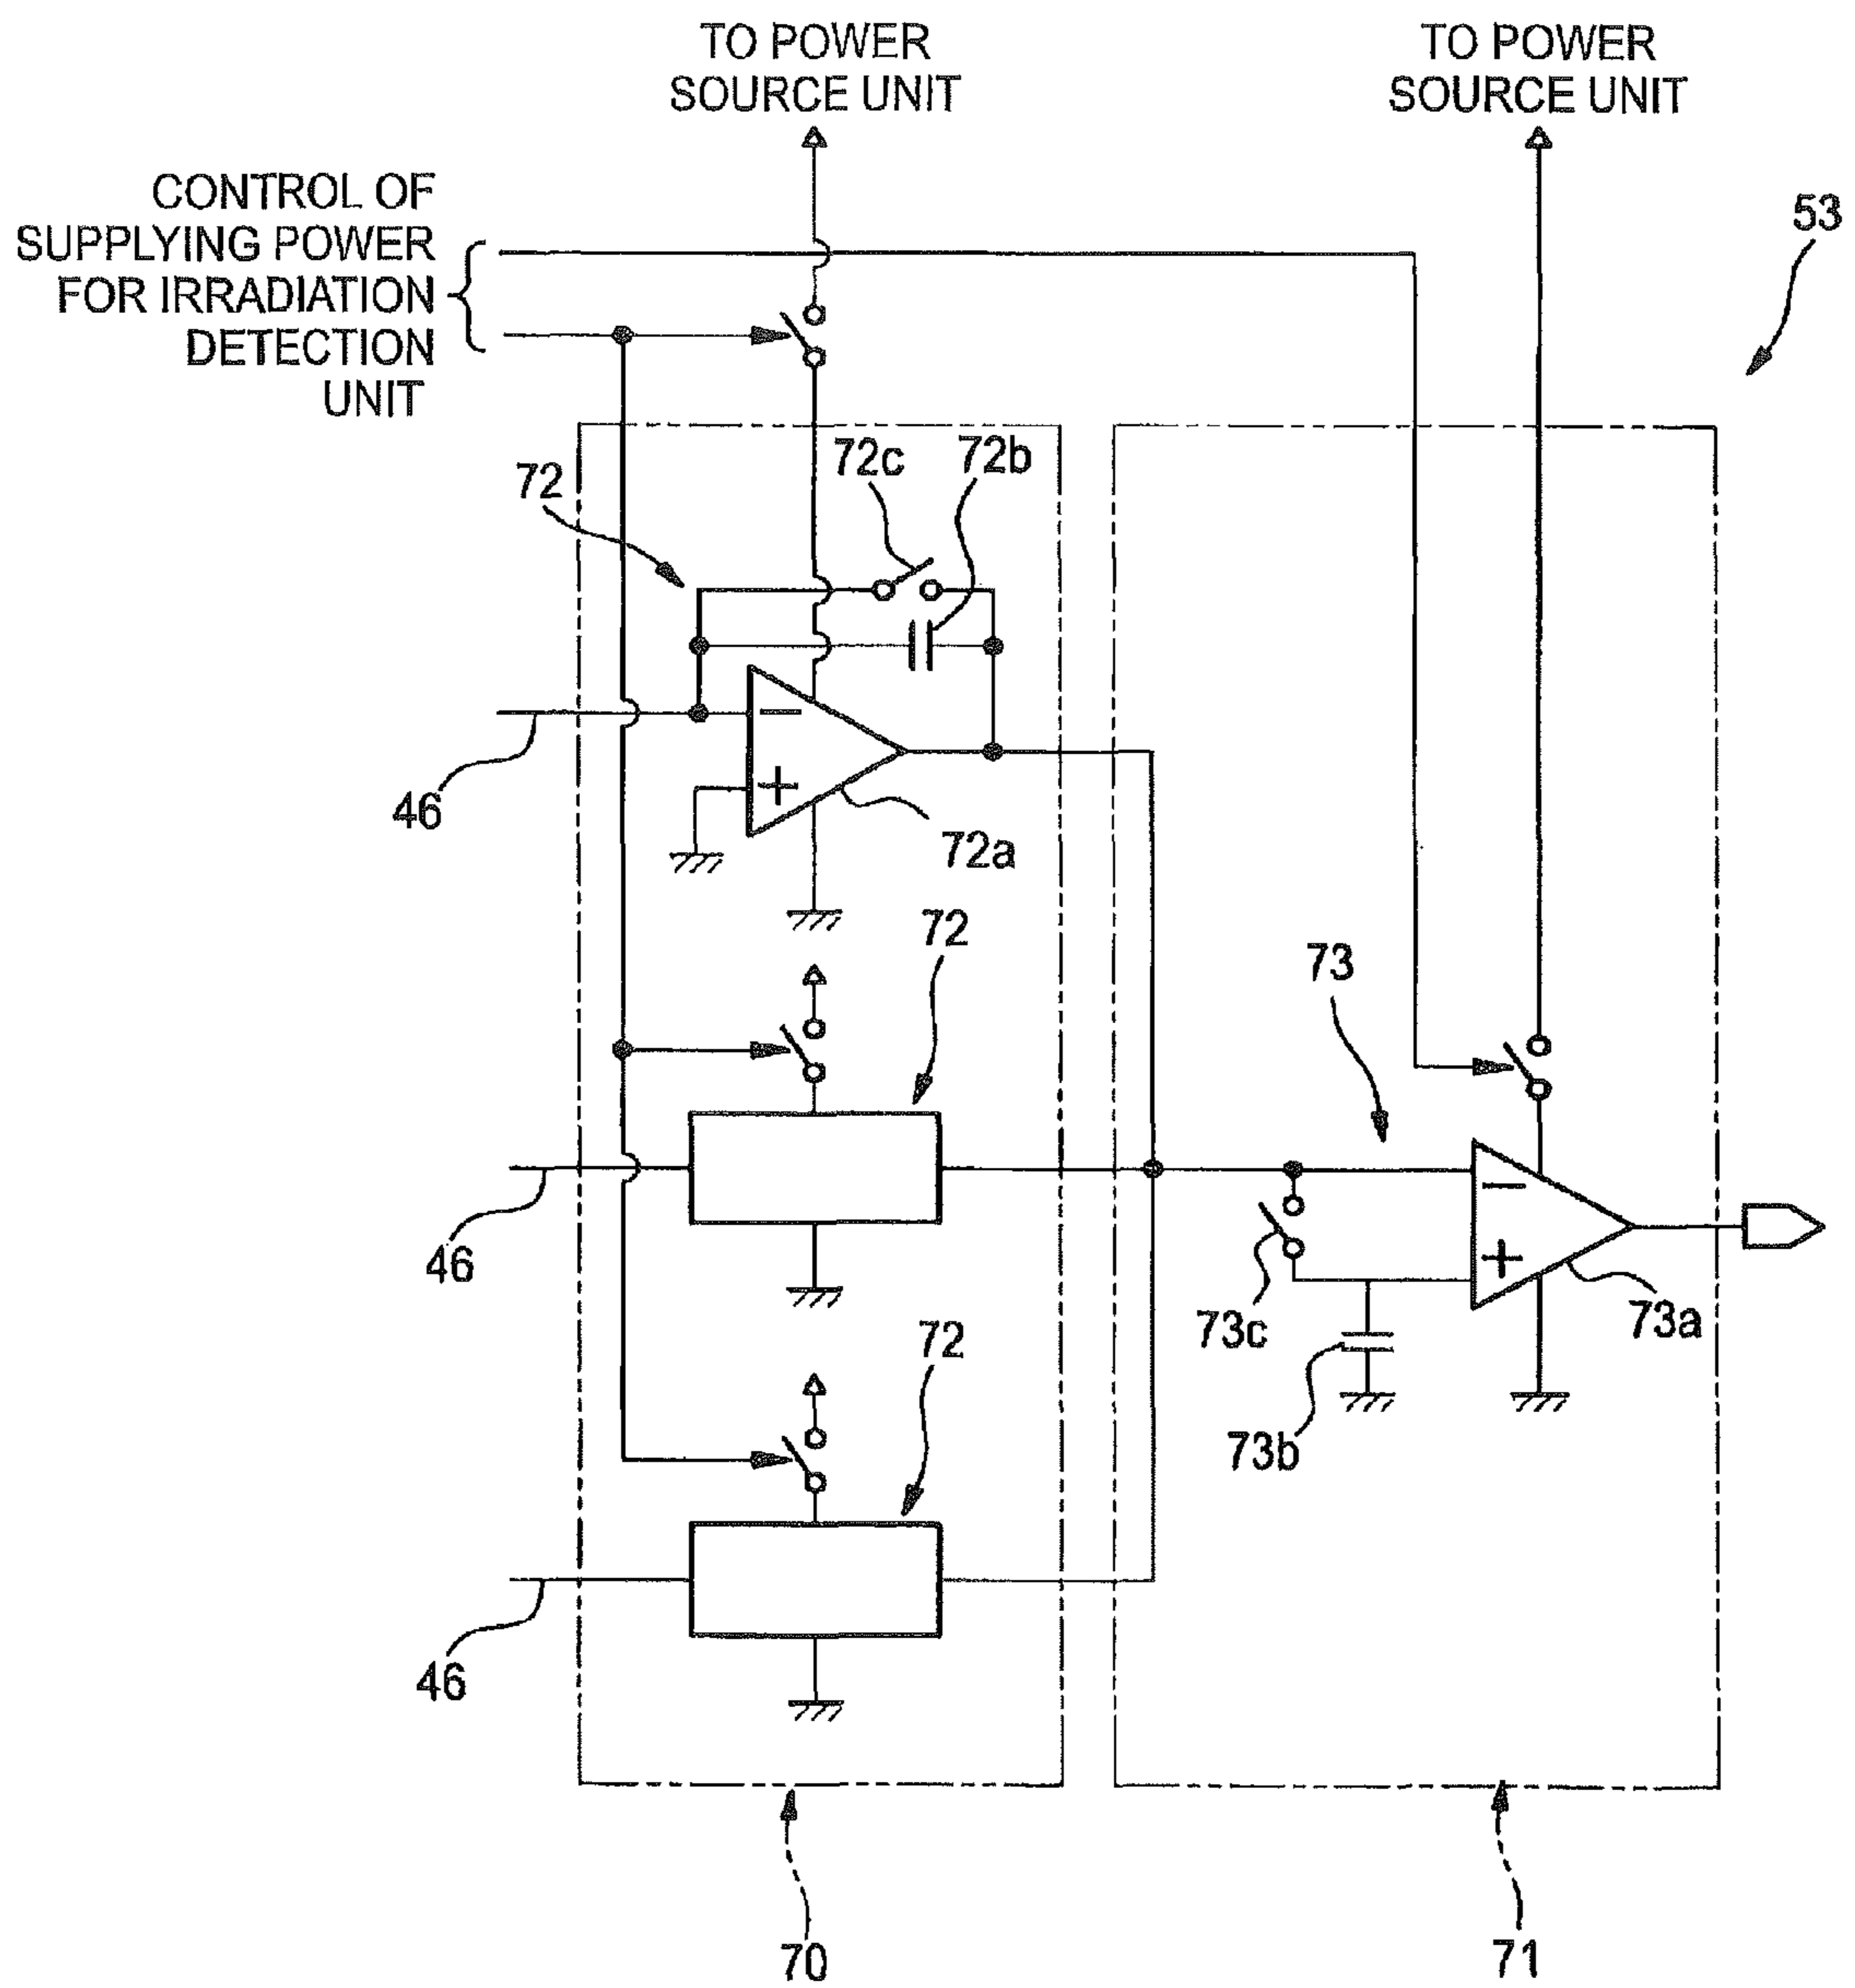 TO POWER
SOURCE UNIT
TO POWER
SOURCE UNIT
CONTROL OF
SUPPLYING POWER
FOR IRRADIATION
DETECTION
UNIT
53
72
72c
72b
46
72a
72
73
46
73c
73a
72
73b
46
70
71